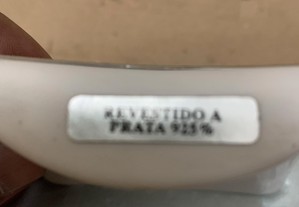 REVESTIDO A
PRATA 925%